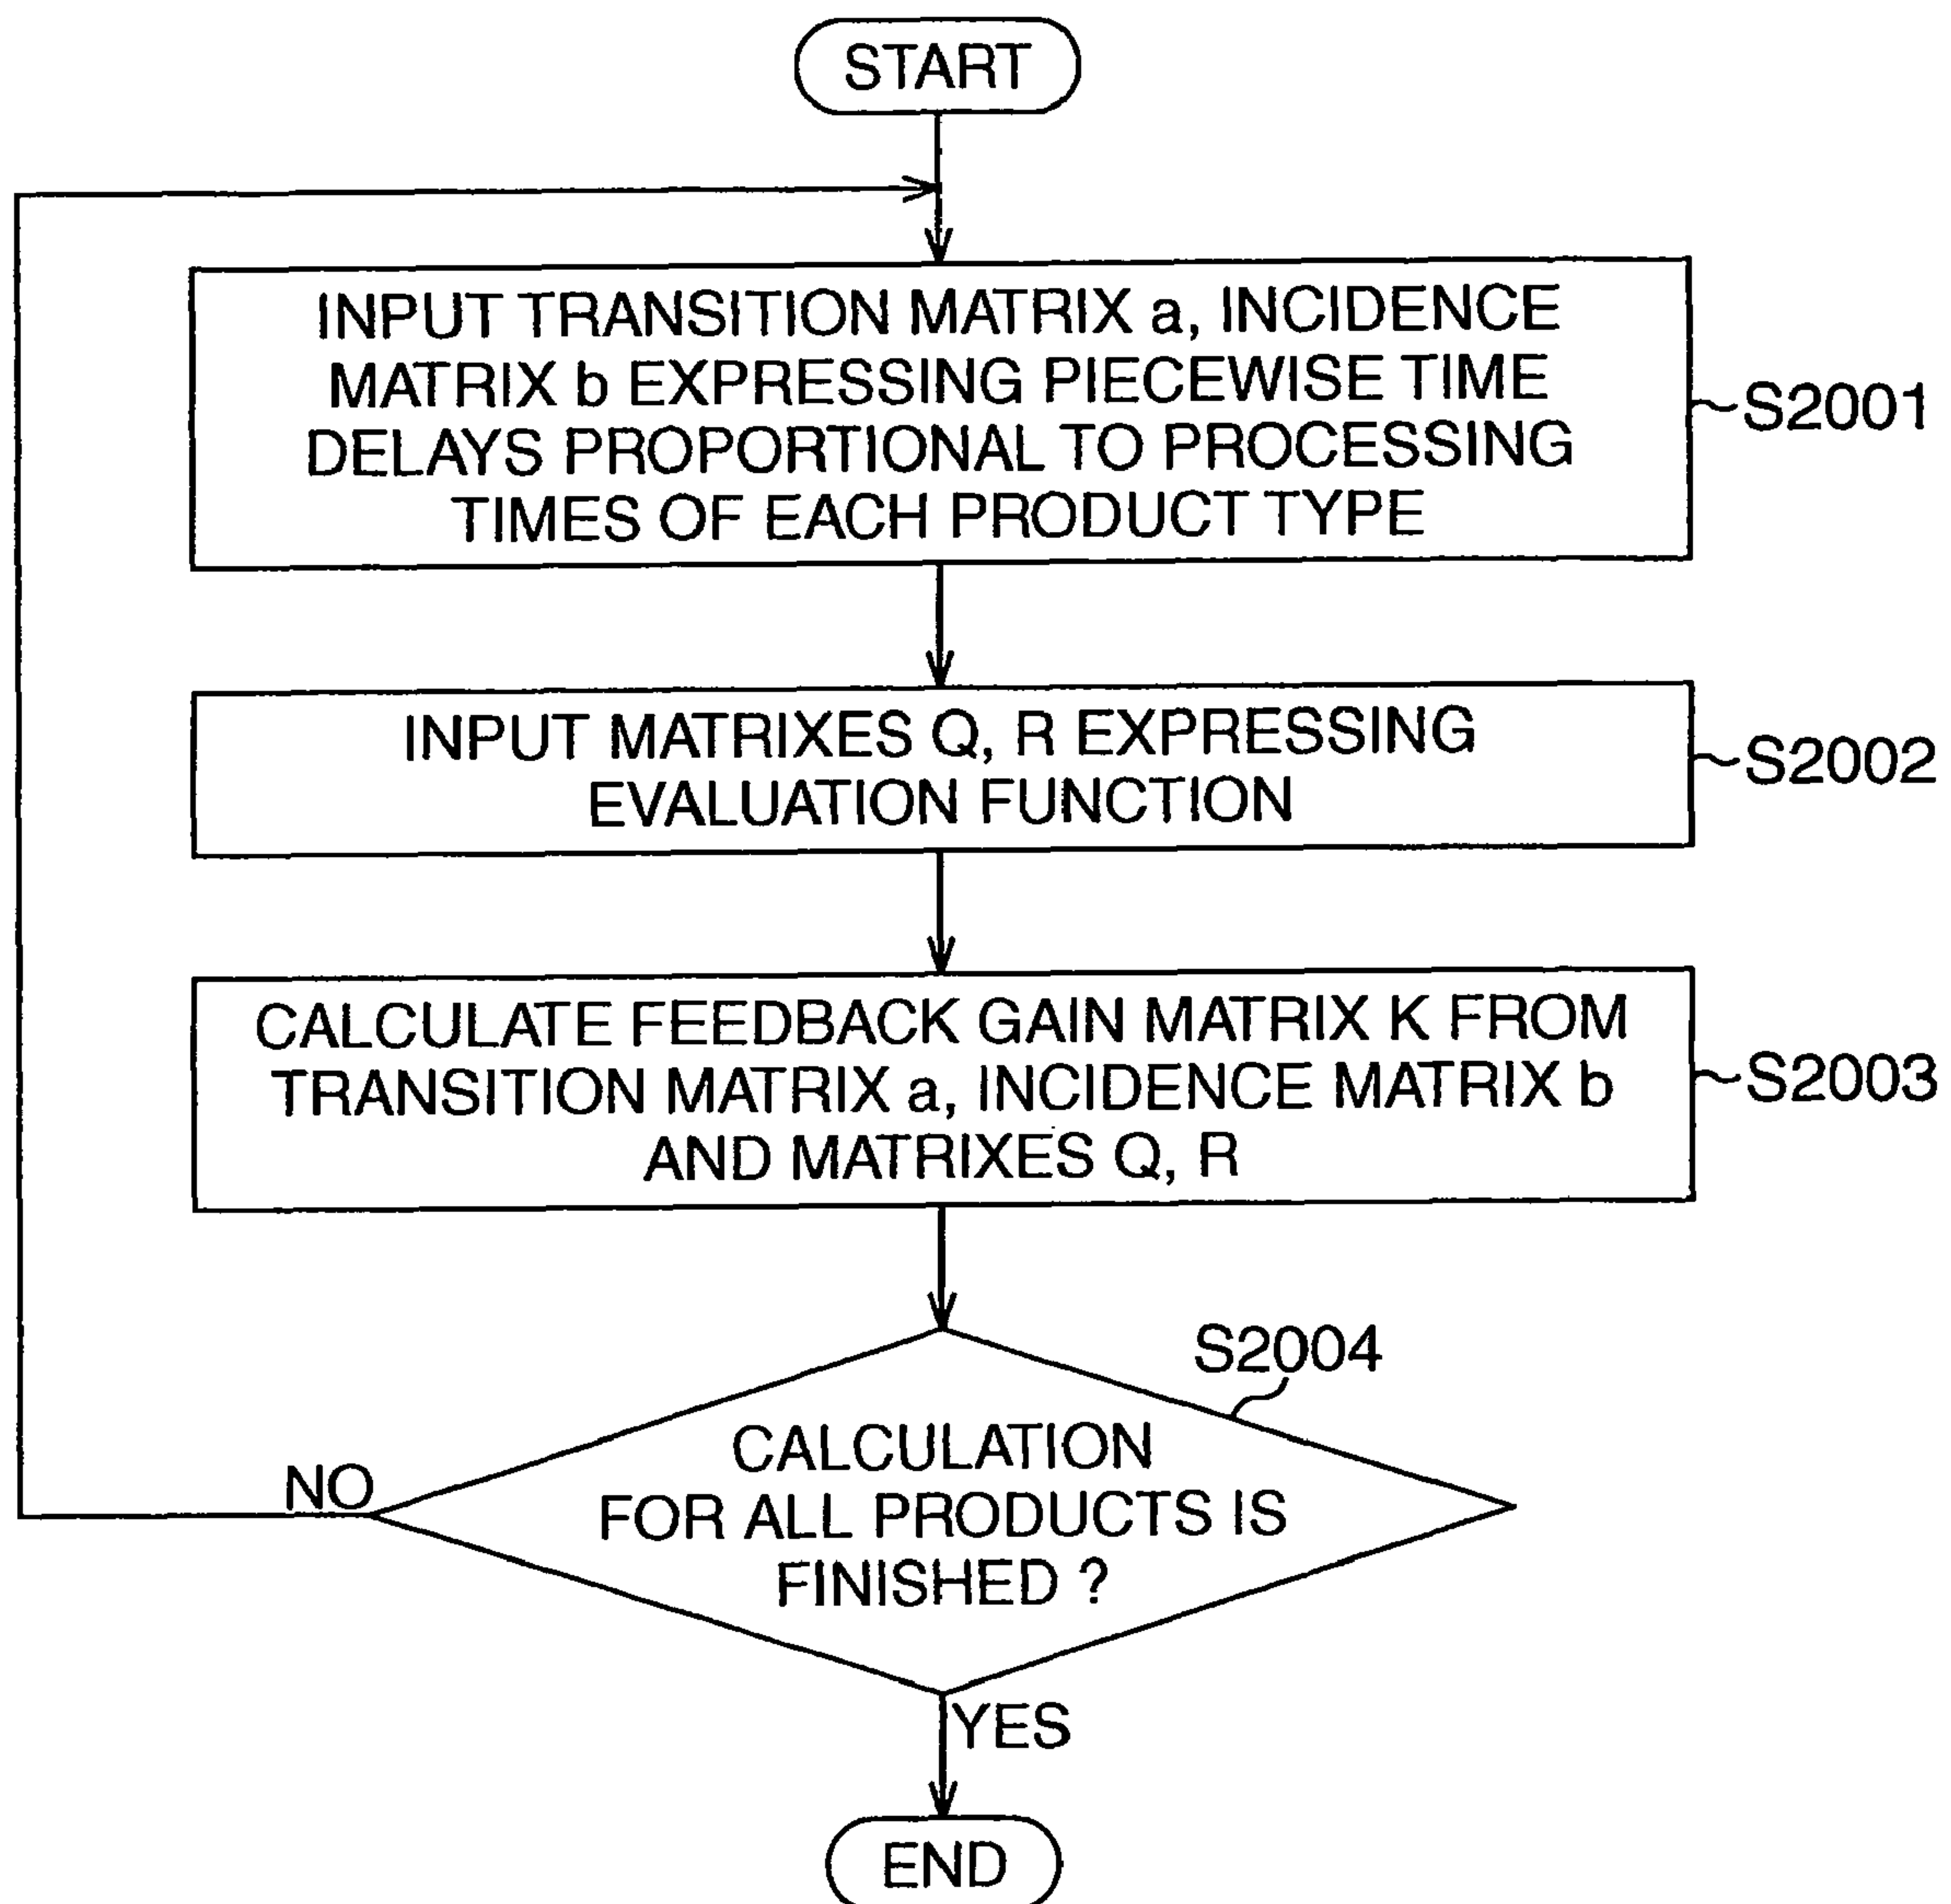 START
INPUT TRANSITION MATRIX a, INCIDENCE
MATRIX b EXPRESSING PIECEWISE TIME
DELAYS PROPORTIONAL TO PROCESSING
TIMES OF EACH PRODUCT TYPE
S2001
INPUT MATRIXES Q, R EXPRESSING
EVALUATION FUNCTION
S2002
CALCULATE FEEDBACK GAIN MATRIX K FROM
TRANSITION MATRIX a, INCIDENCE MATRIX b
AND MATRIXES Q, R
S2003
S2004
CALCULATION
FOR ALL PRODUCTS IS
FINISHED ?
NO
YES
END